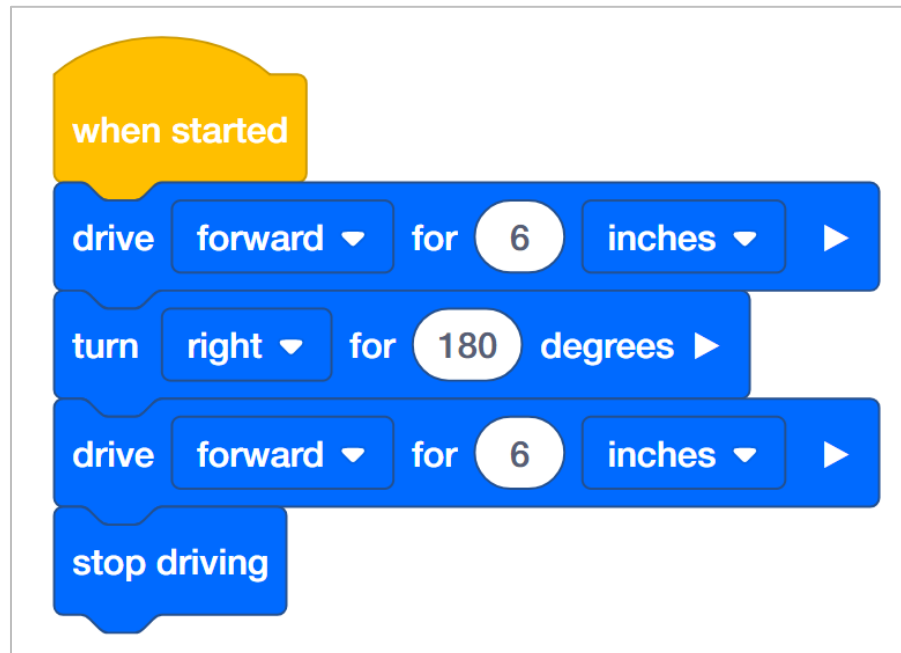 when started
drive forward for 6 inches
turn right for 180 degrees
drive forward for 6 inches
stop driving